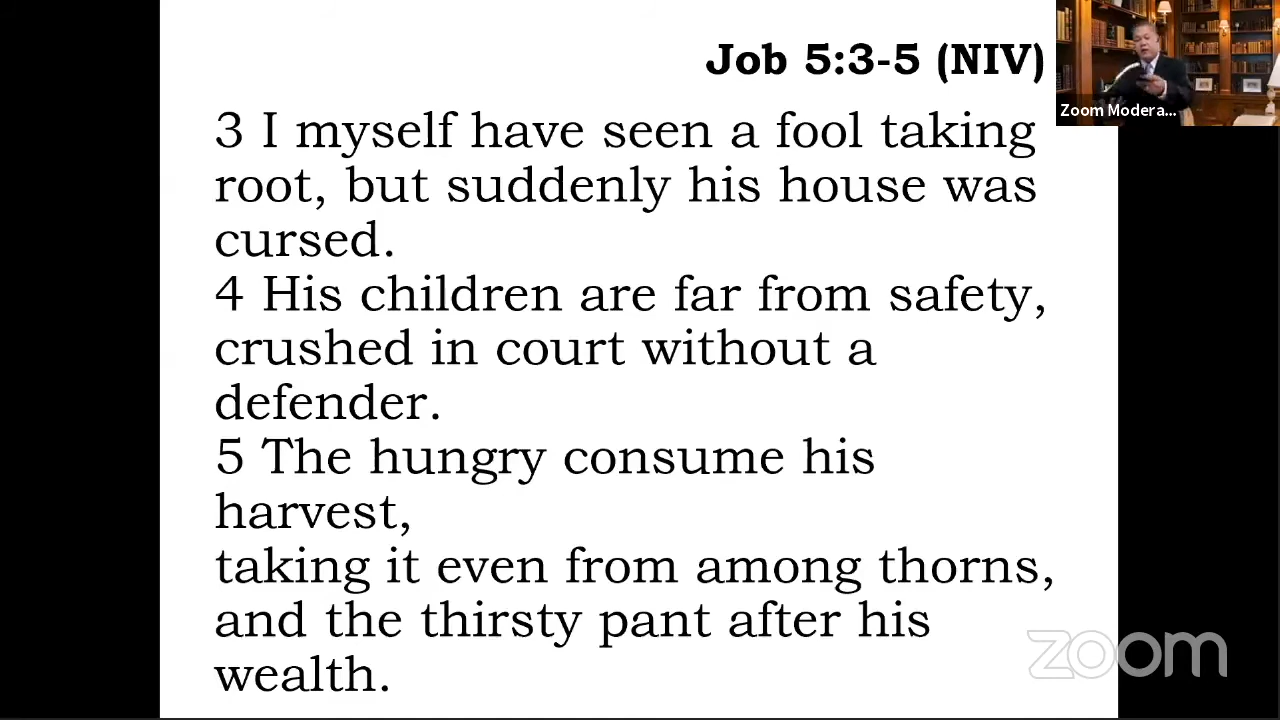 Job 5:3-5 (NIV)
Zoom Modera...
3 I myself have seen a fool taking
root, but suddenly his house was
cursed.
4 His children are far from safety,
crushed in court without a
defender.
5 The hungry consume his
harvest,
taking it even from among thorns,
and the thirsty pant after his
wealth.
zoom